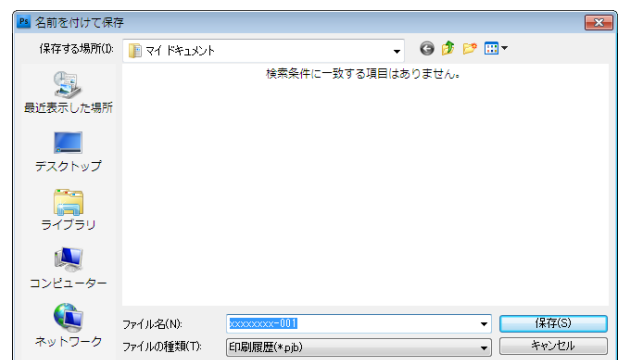 Ps 名前を付けて保存
保存する場所(I):
マイ ドキュメント
検索条件に一致する項目はありません。
最近表示した場所
デスクトップ
ライブラリ
コンピューター
ネットワーク
ファイル名(N):
xxxxxxxx-001
保存(S)
ファイルの種類(T):
印刷履歴(*pjb)
キャンセル